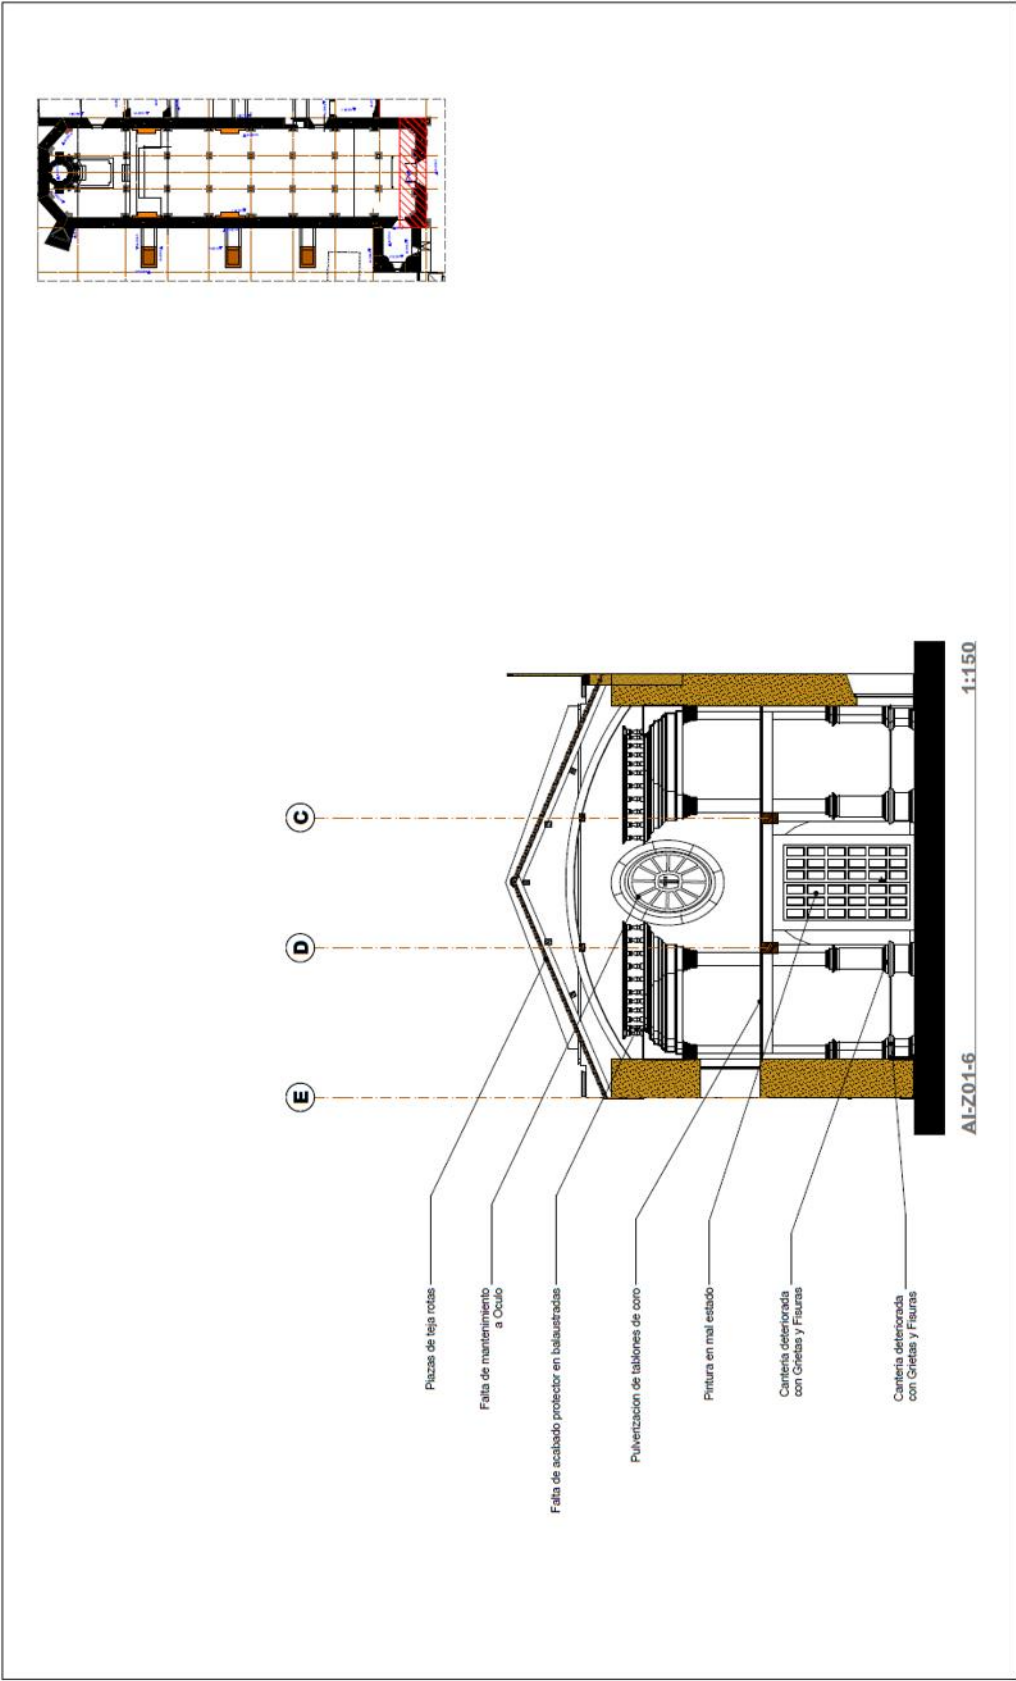 C
D
E
Piazas de teja rotas
Falta de mantenimiento
a Oculo
Falta de acabado protector en balaustradas
Pulverizacion de tablones de coro
Pintura en mal estado
Canteria deteriorada
con Grietas y Fisuras
Canteria deteriorada
con Grietas y Fisuras
AI-Z01-6
1:150